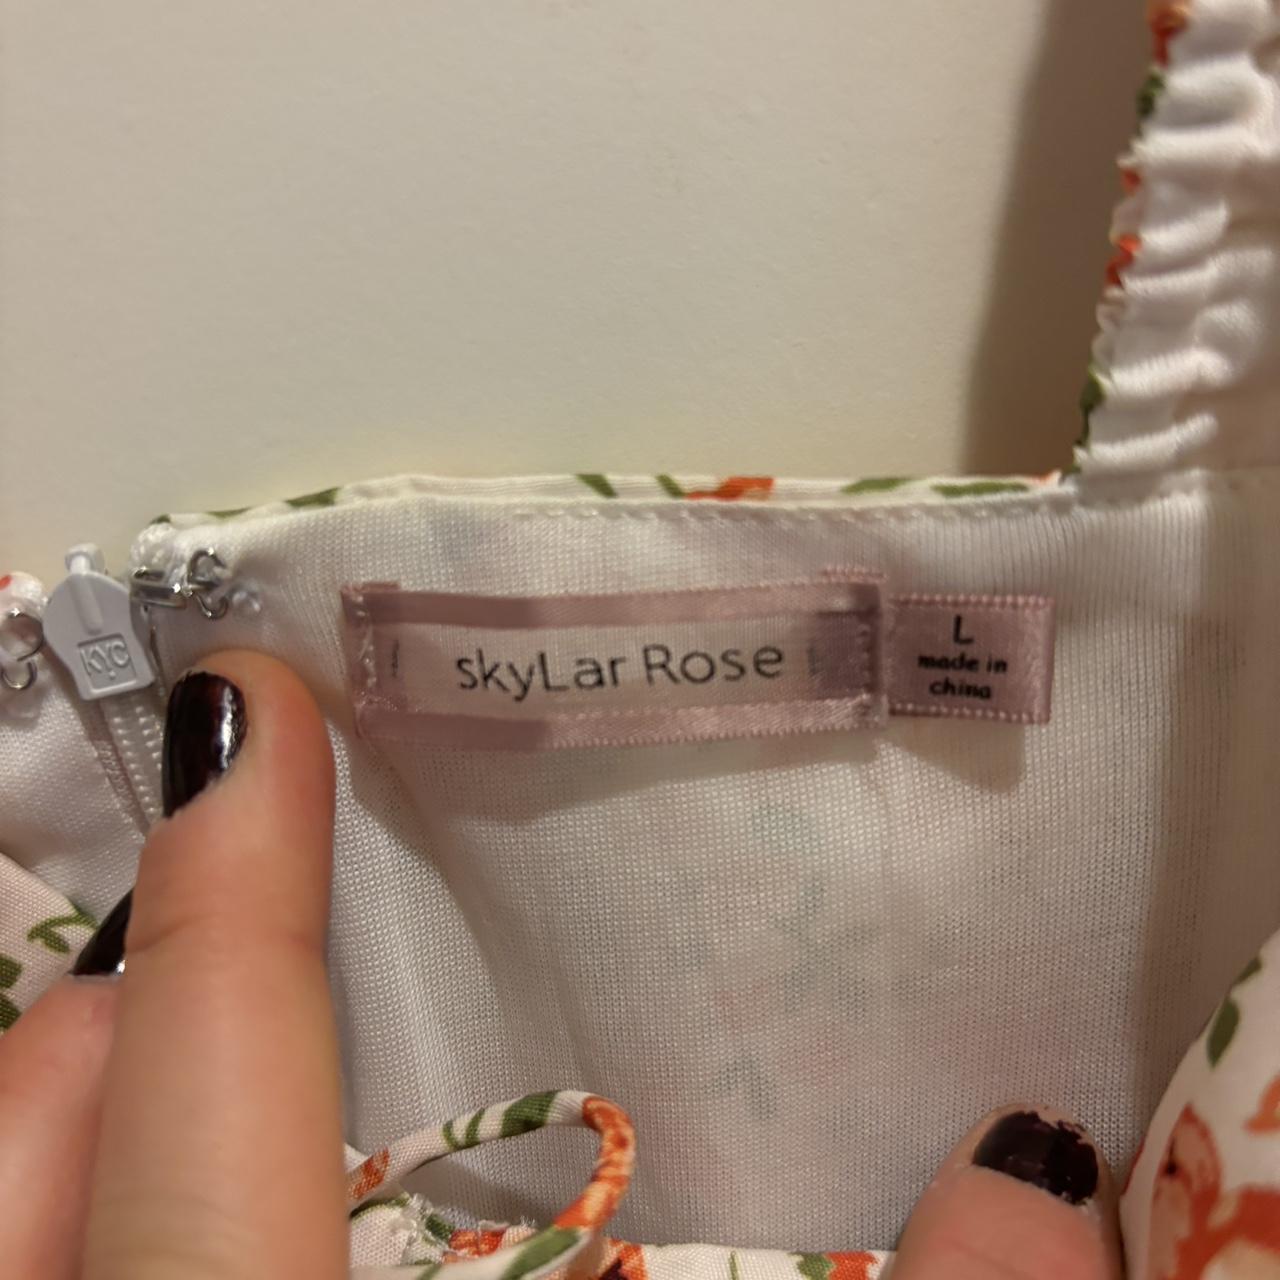 KYC
skyLar Rose
L
made in
china